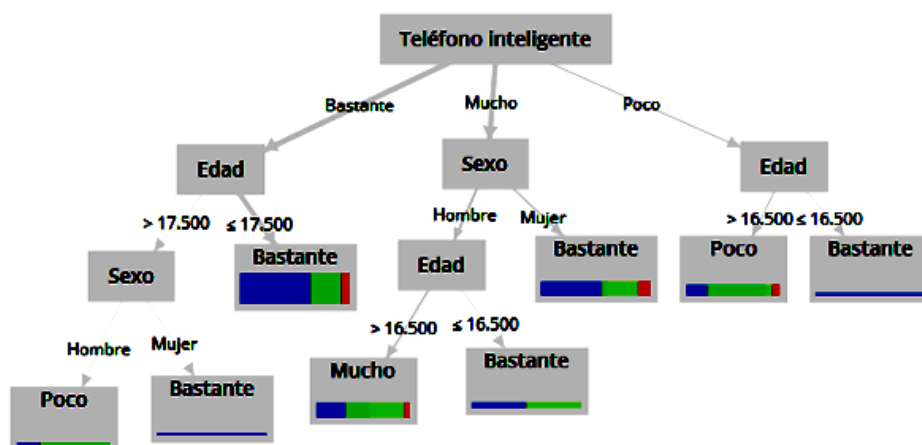 Teléfono inteligente
Bastante
Mucho
Poco
Edad
Sexo
Edad
> 17.500
≤ 17.500
Hombre
Mujer
> 16.500
≤ 16.500
Sexo
Bastante
Edad
Bastante
Poco
Bastante
Hombre
Mujer
> 16.500
≤ 16.500
Poco
Bastante
Mucho
Bastante